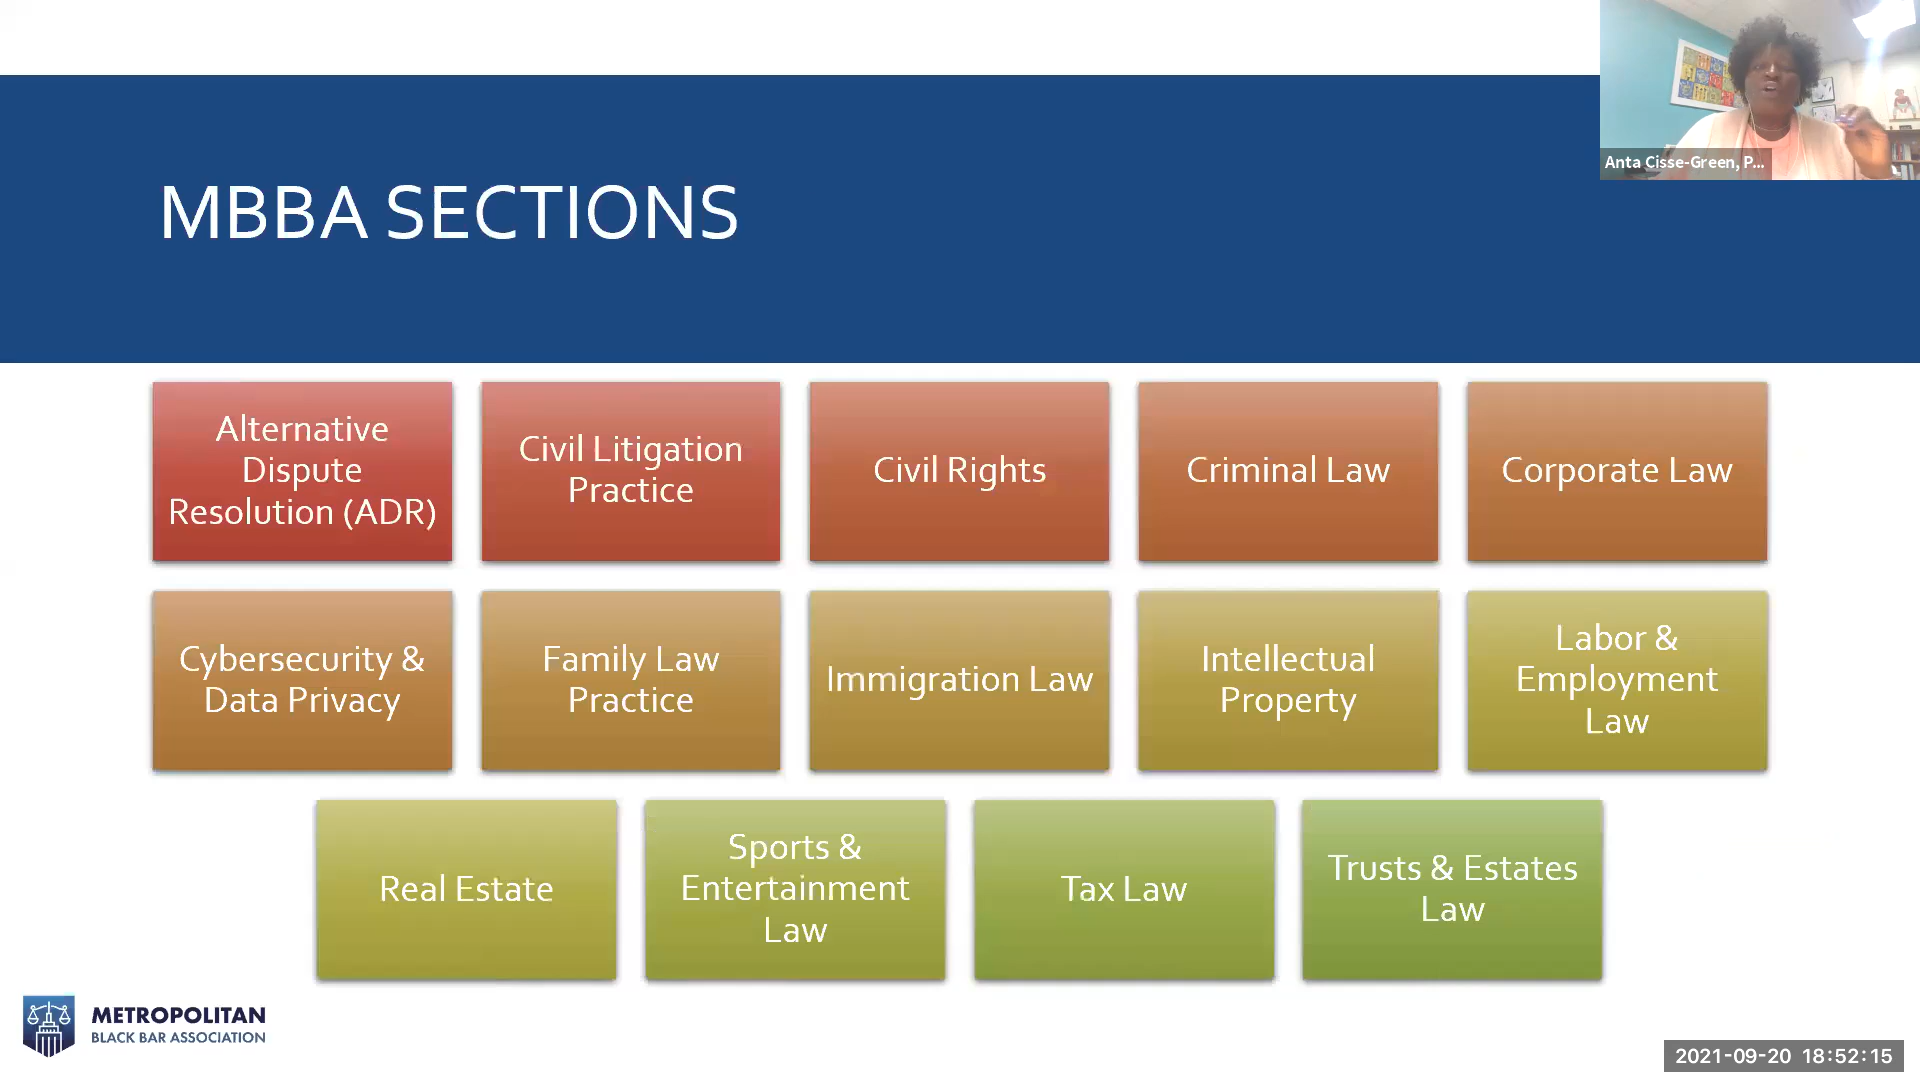 Anta Cisse-Green, P...
MBBA SECTIONS
Alternative
Dispute
Resolution (ADR)
Civil Litigation
Practice
Civil Rights
Criminal Law
Corporate Law
Cybersecurity &
Data Privacy
Family Law
Practice
Immigration Law
Intellectual
Property
Labor &
Employment
Law
Real Estate
Sports &
Entertainment
Law
Tax Law
Trusts & Estates
Law
METROPOLITAN
BLACK BAR ASSOCIATION
2021-09-20 18:52:15